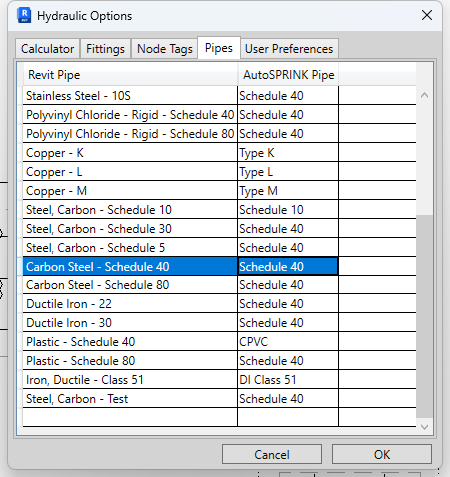 Hydraulic Options
Calculator Fittings Node Tags Pipes User Preferences
Revit Pipe AutoSPRINK Pipe
Stainless Steel - 10S Schedule 40
Polyvinyl Chloride - Rigid - Schedule 40 Schedule 40
Polyvinyl Chloride - Rigid - Schedule 80 Schedule 40
Copper - K Type K
Copper - L Type L
Copper - M Type M
Steel, Carbon - Schedule 10 Schedule 10
Steel, Carbon - Schedule 30 Schedule 40
Steel, Carbon - Schedule 5 Schedule 40
Carbon Steel - Schedule 40 Schedule 40
Carbon Steel - Schedule 80 Schedule 40
Ductile Iron - 22 Schedule 40
Ductile Iron - 30 Schedule 40
Plastic - Schedule 40 CPVC
Plastic - Schedule 80 Schedule 40
Iron, Ductile - Class 51 DI Class 51
Steel, Carbon - Test Schedule 40
Cancel OK